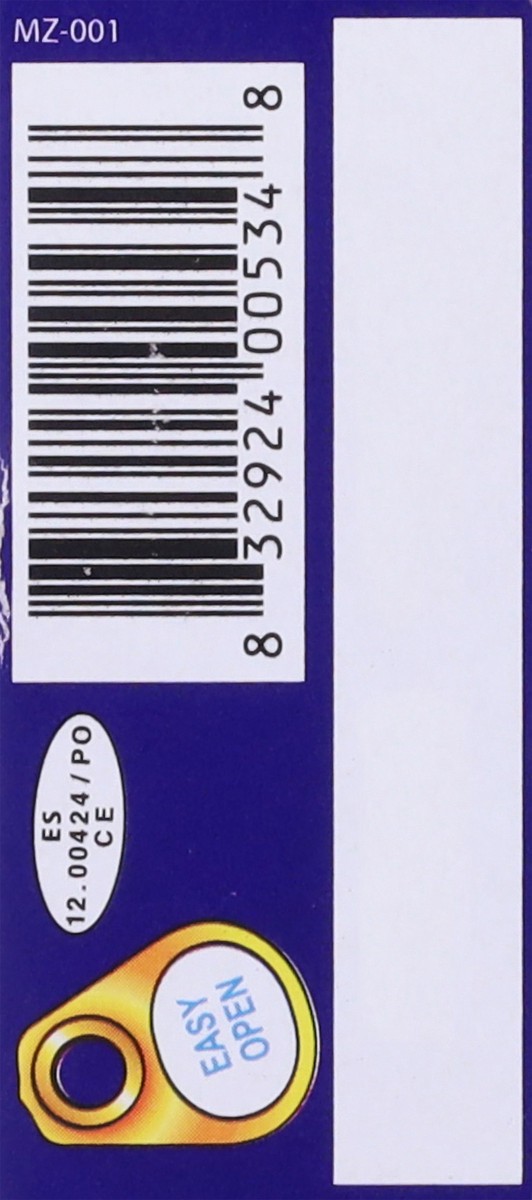 MZ-001
8 32924 00534 8
ES
12.00424/PO
CE
EASY
OPEN